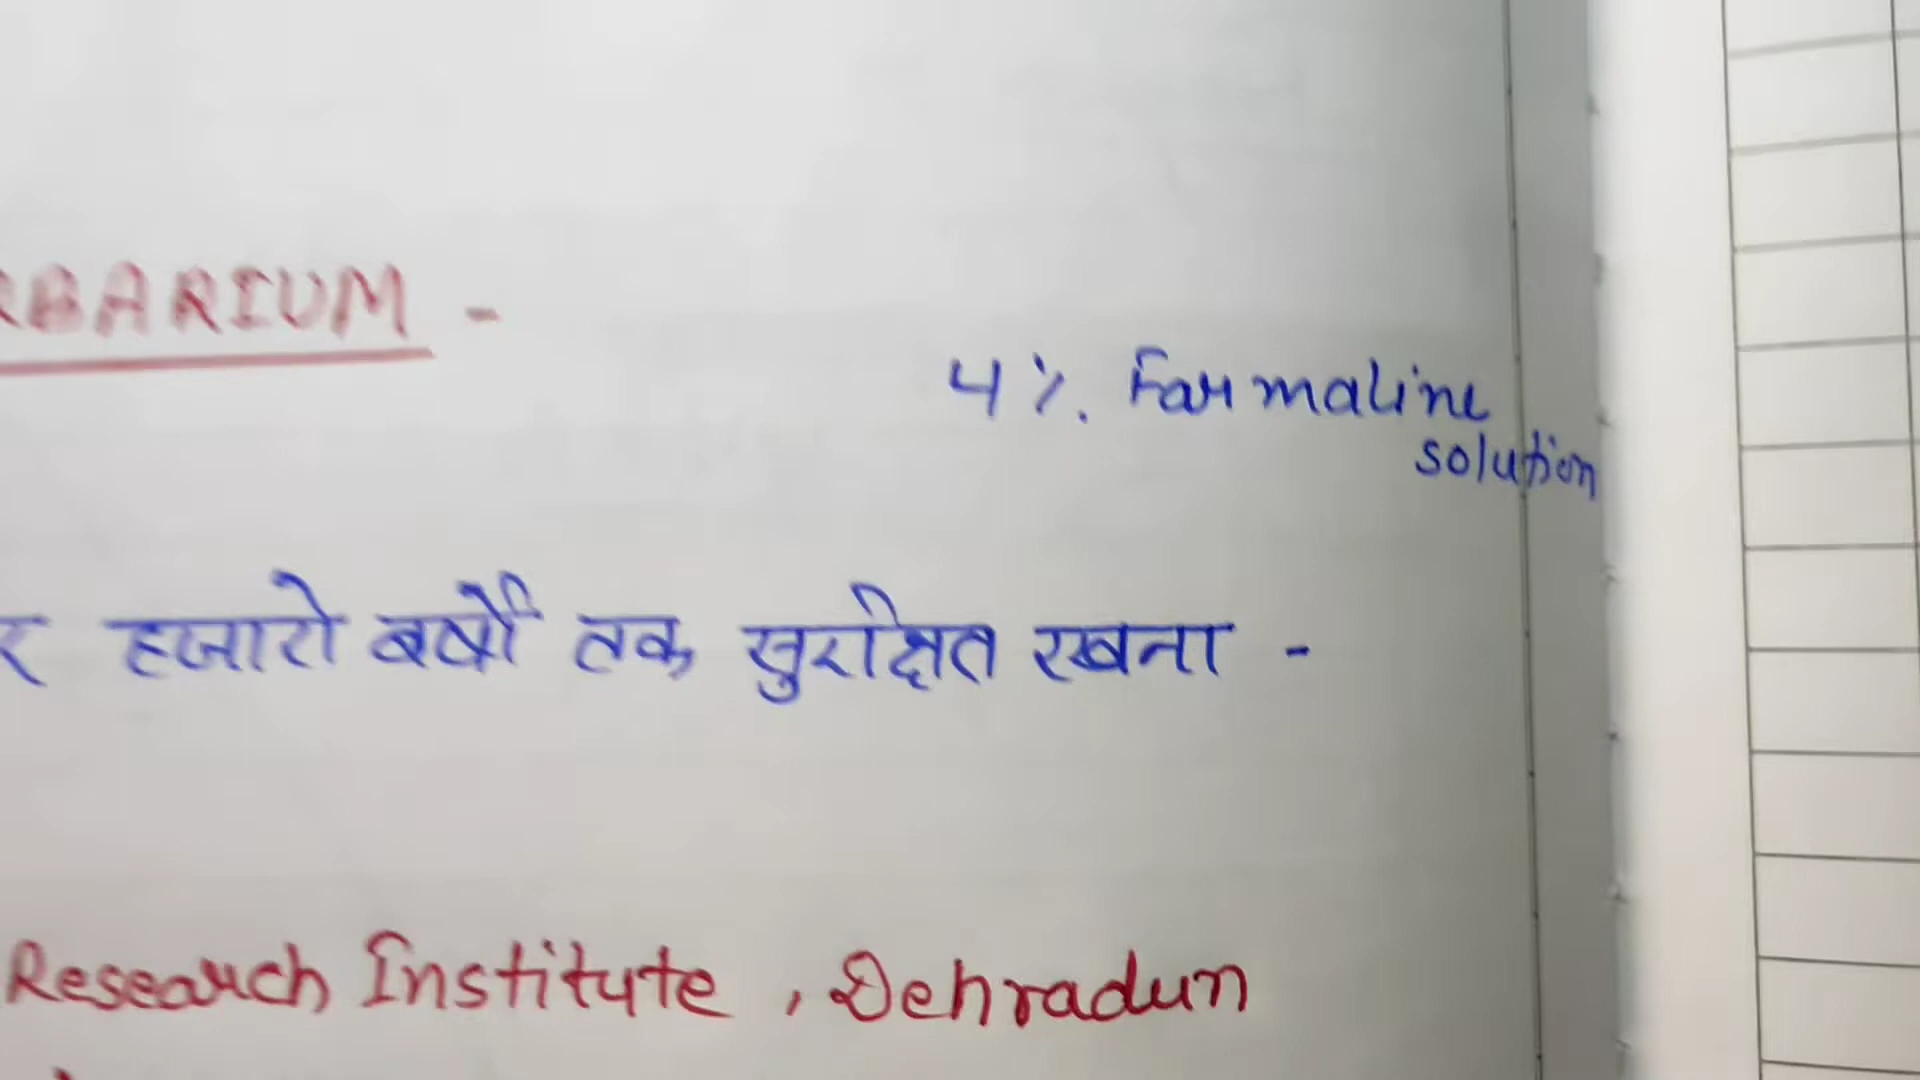 RBARIUM -
4%. Farmaline
solution
र हजारो बर्षो तक सुरक्षित रखना -
Research Institute, Dehradun